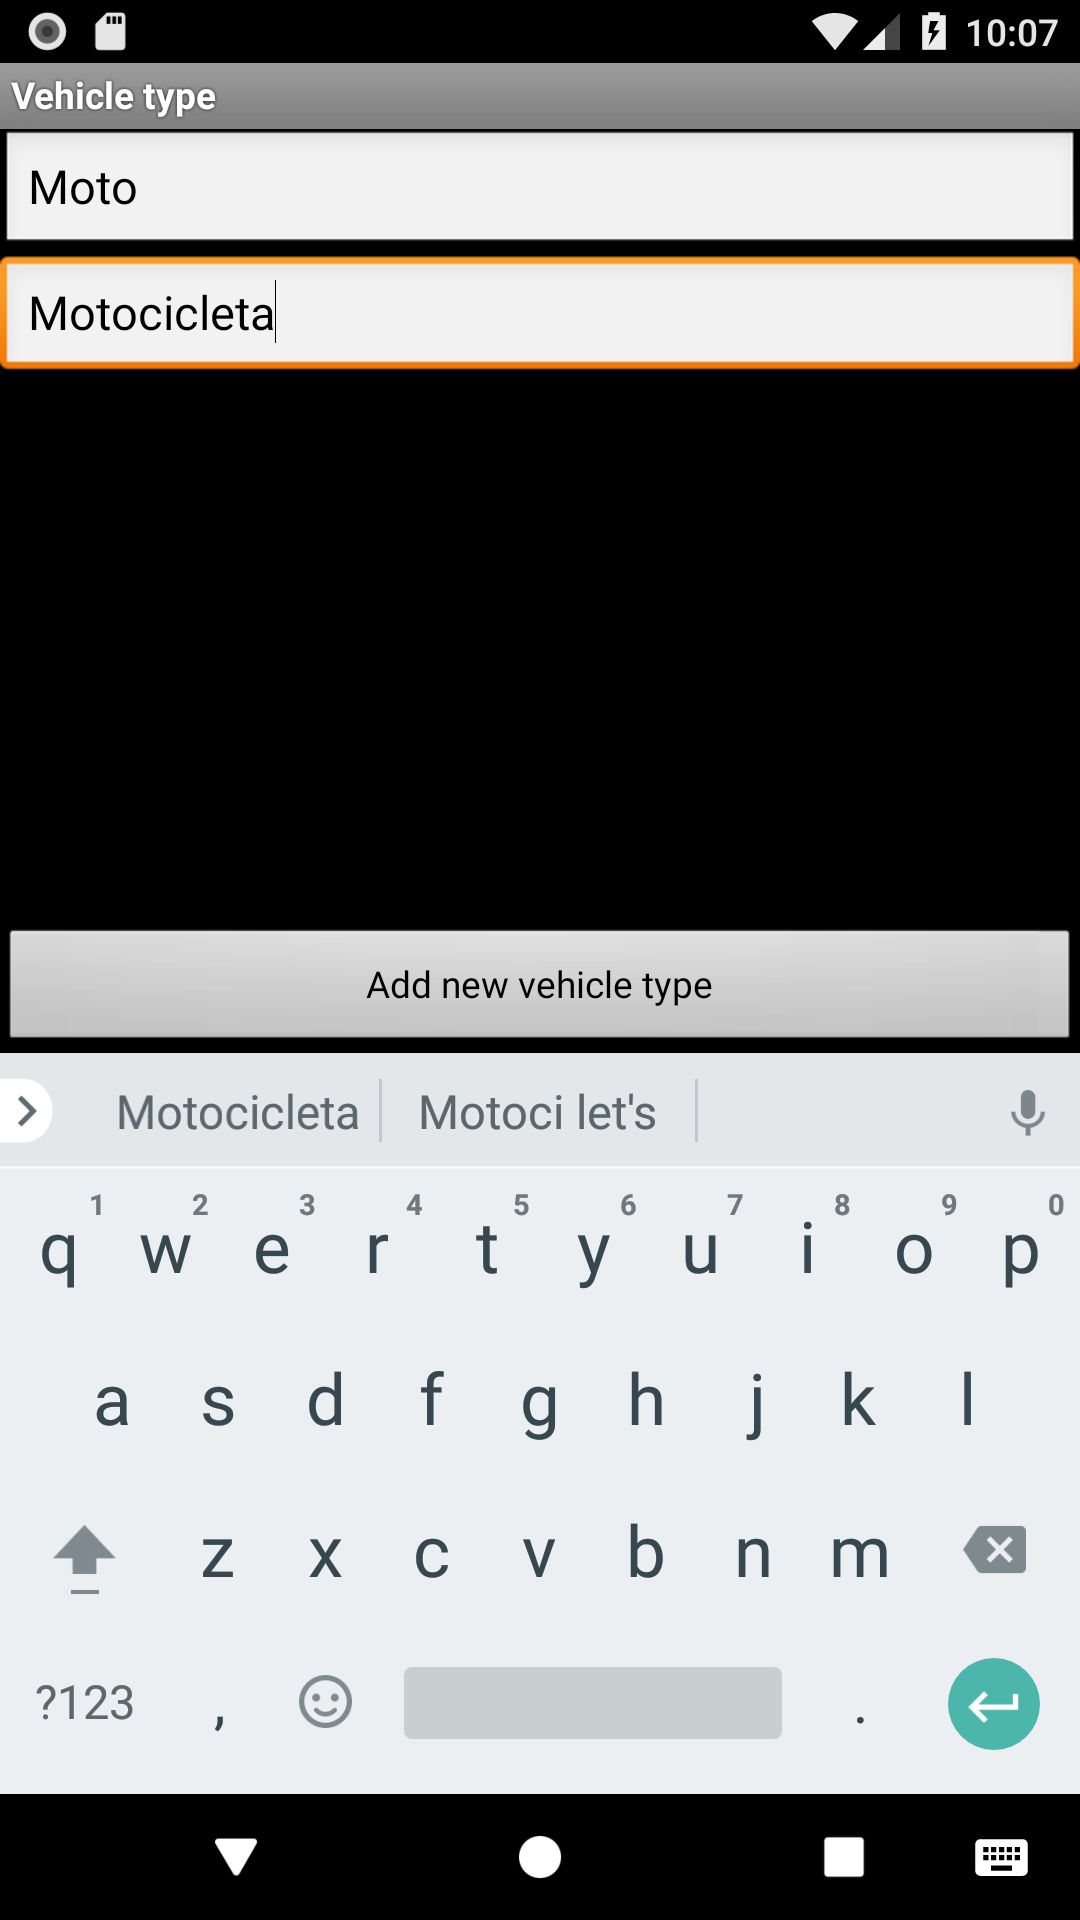 10:07
Vehicle type
Moto
Motocicleta
Add new vehicle type
Motocicleta Motoci let's
1 2 3 4 5 6 7 8 9 0
q w e r t y u i o p
a s d f g h j k l
z x c v b n m
?123 , .